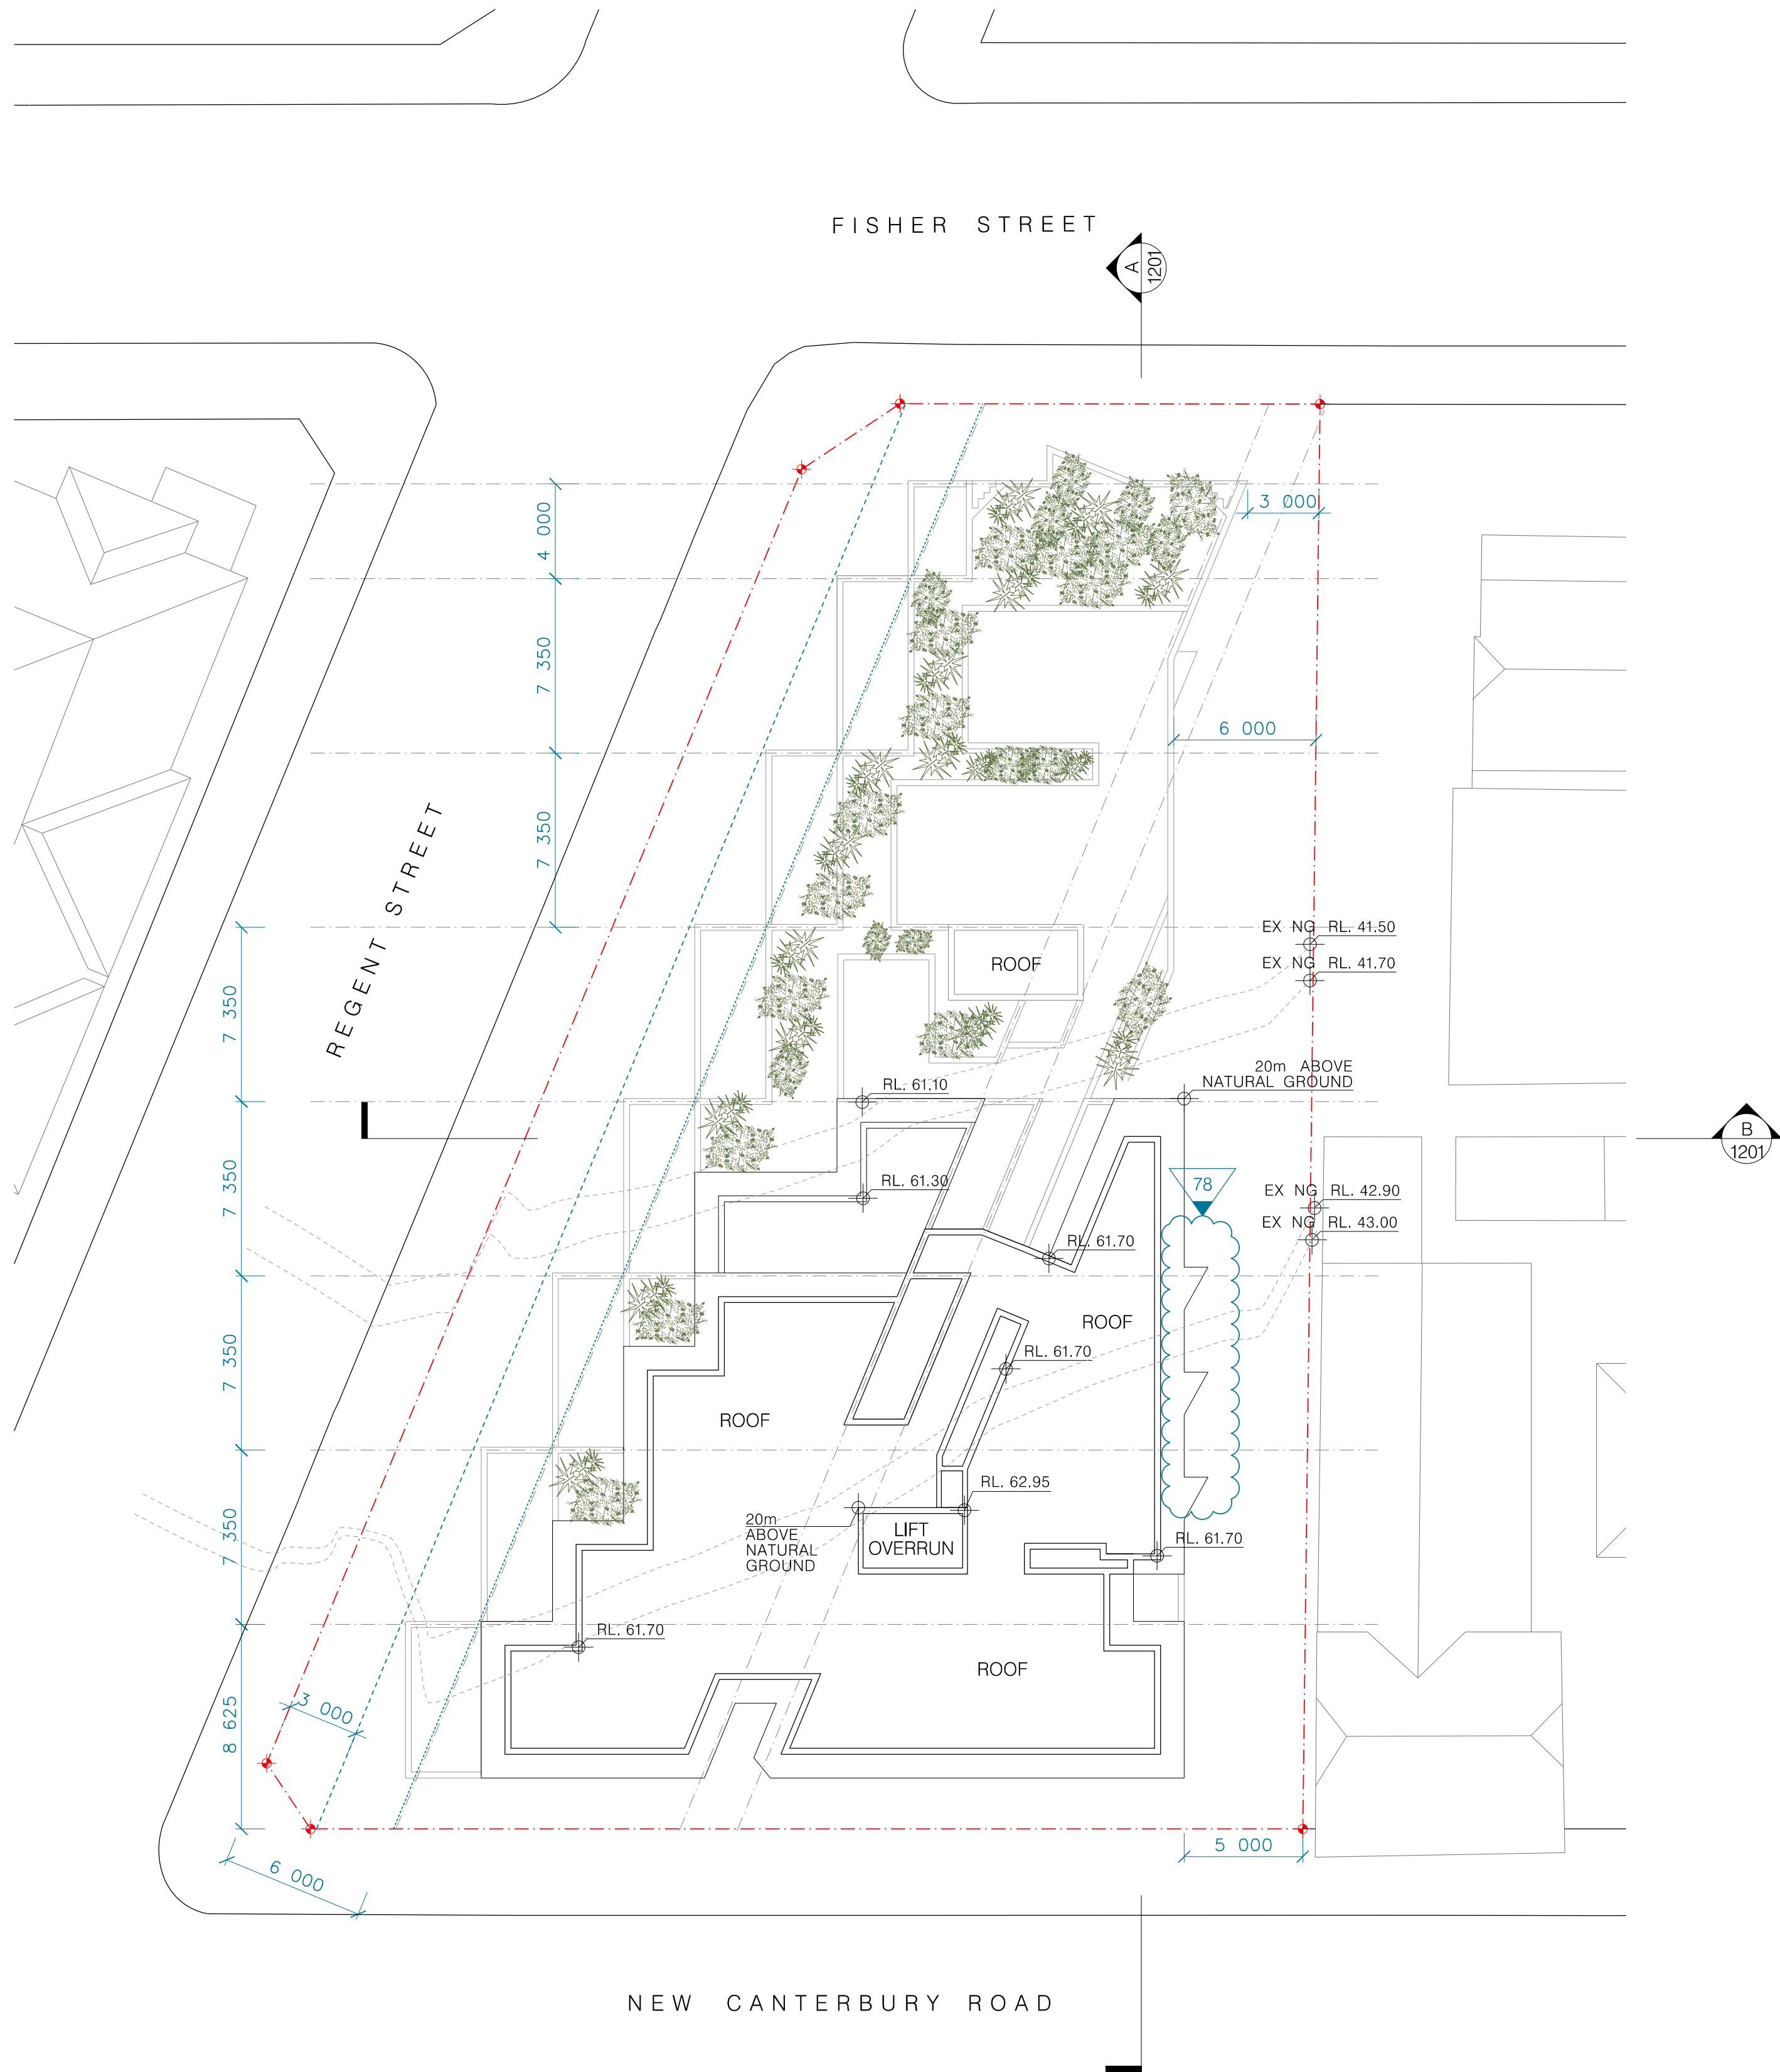 FISHER STREET
A
1201
3 000
4 000
7 350
6 000
7 350
REGENT STREET
EX NG RL. 41.50
EX NG RL. 41.70
ROOF
7 350
20m ABOVE
NATURAL GROUND
RL. 61.10
B
1201
7 350
RL. 61.30
78
EX NG RL. 42.90
EX NG RL. 43.00
RL. 61.70
ROOF
7 350
RL. 61.70
ROOF
7 350
RL. 62.95
20m
ABOVE
NATURAL
GROUND
LIFT
OVERRUN
RL. 61.70
RL. 61.70
ROOF
3 000
8 625
5 000
6 000
NEW CANTERBURY ROAD